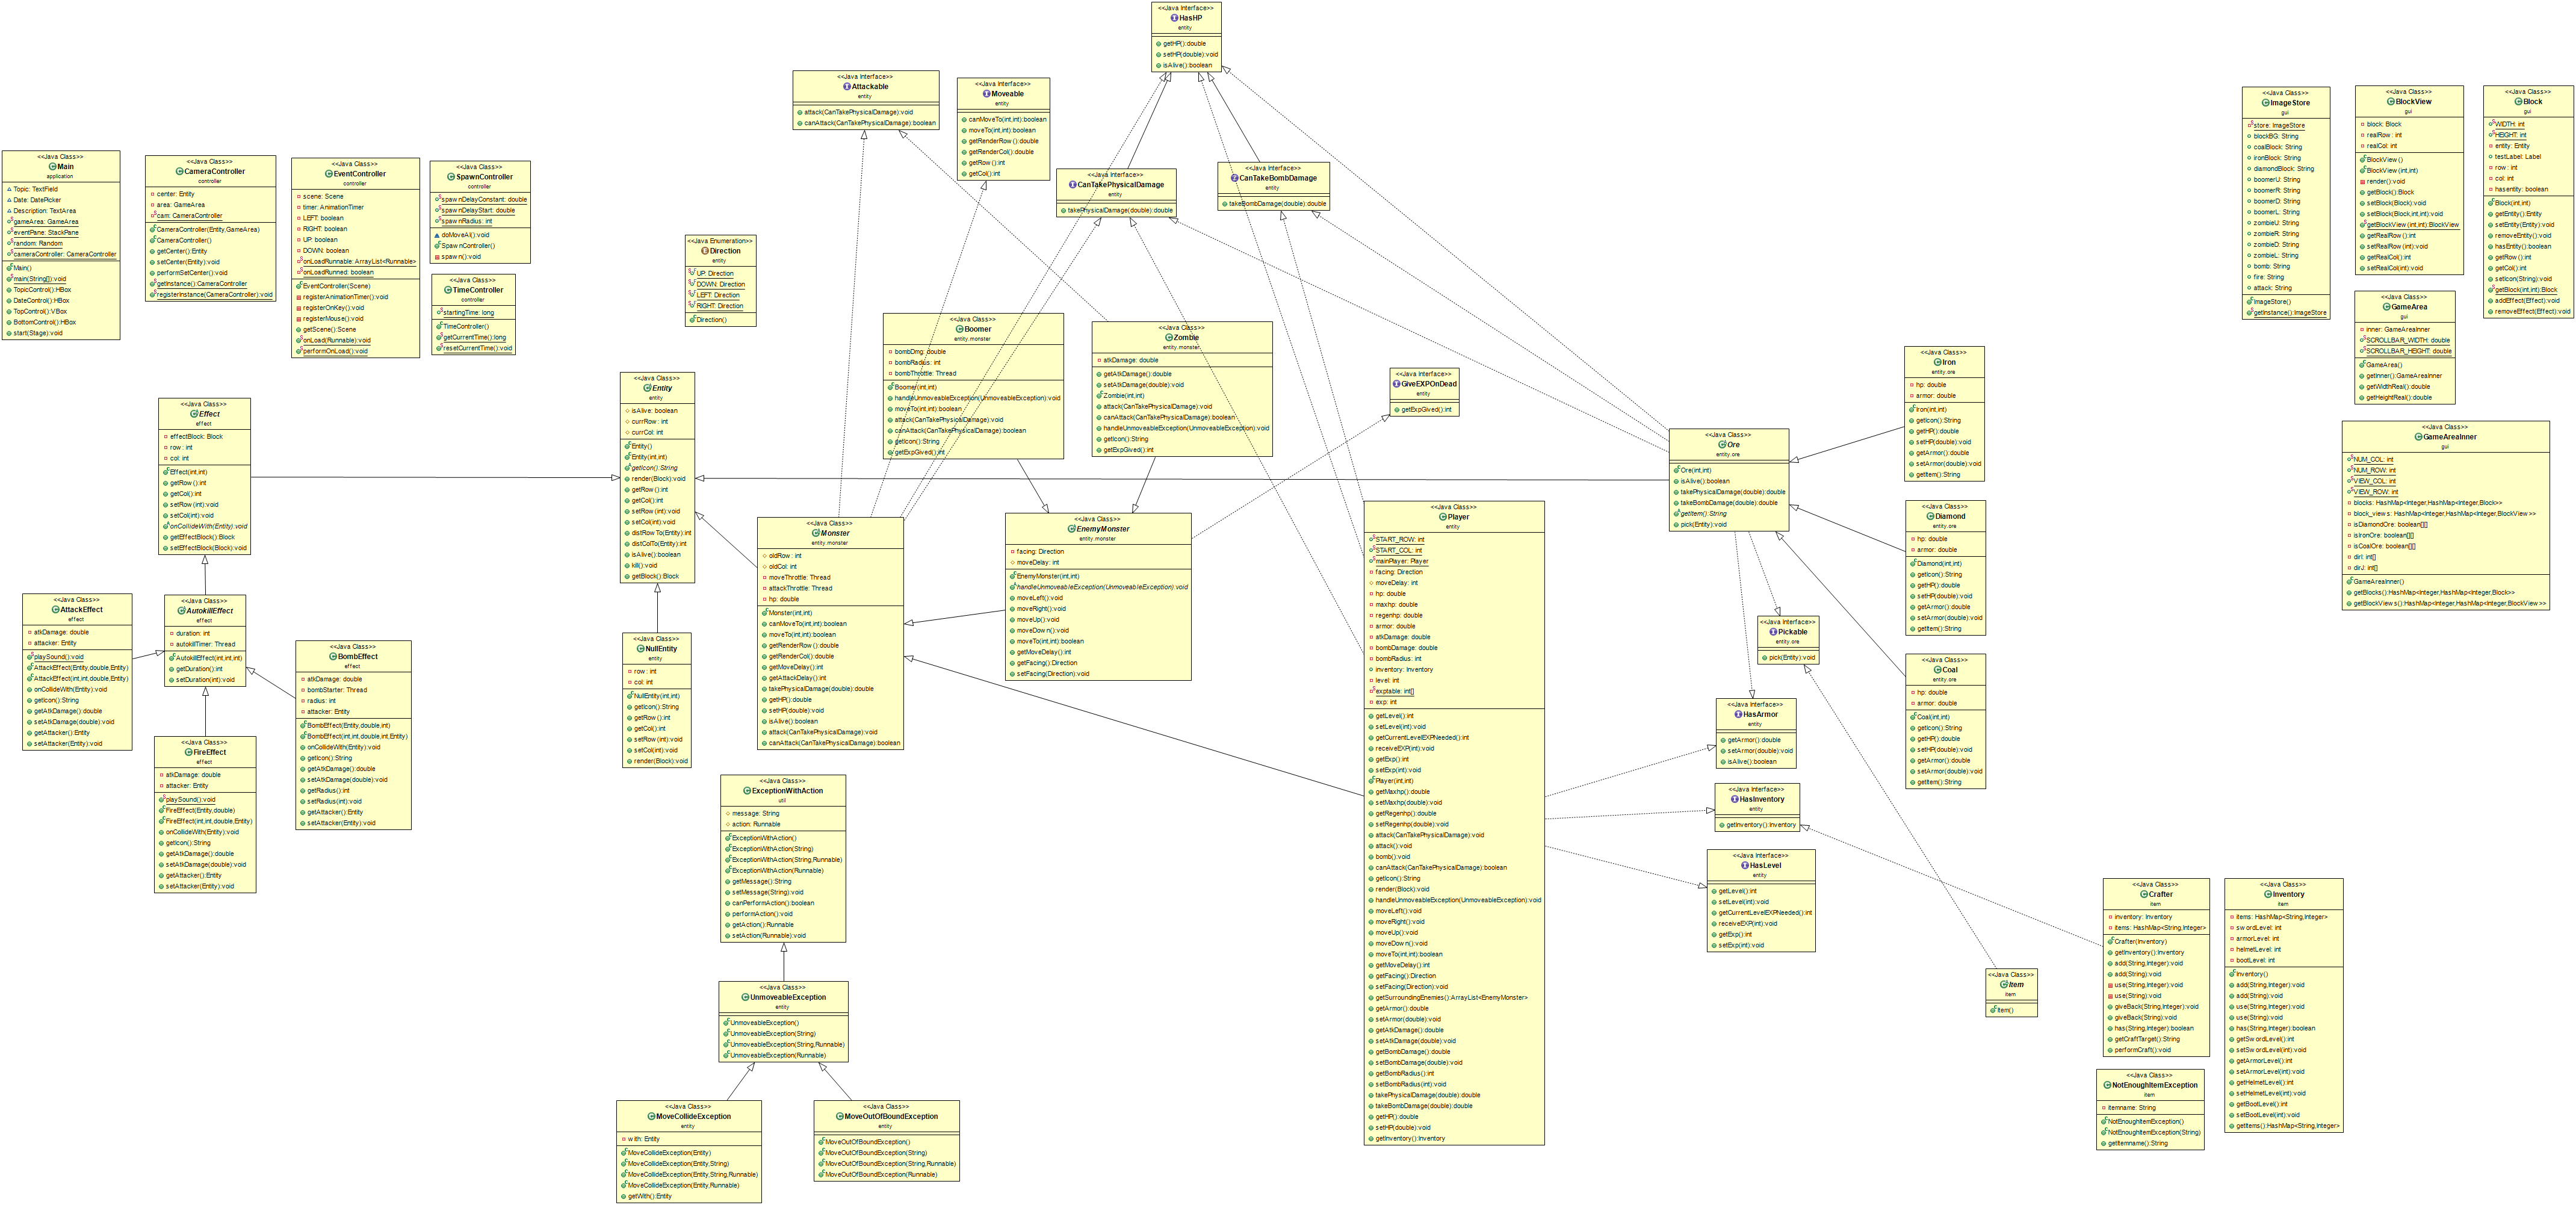 <<Java Interface>>
HasHP
entity
getHP():double
setHP(double):void
isAlive():boolean
<<Java Interface>>
Attackable
entity
attack(CanTakePhysicalDamage):void
canAttack(CanTakePhysicalDamage):boolean
<<Java Interface>>
Moveable
entity
canMoveTo(int,int):boolean
moveTo(int,int):boolean
getRenderRow():double
getRenderCol():double
getRow():int
getCol():int
<<Java Interface>>
CanTakePhysicalDamage
entity
takePhysicalDamage(double):double
<<Java Interface>>
CanTakeBombDamage
entity
takeBombDamage(double):double
<<Java Class>>
Main
application
Topic: TextField
Date: DatePicker
Description: TextArea
gameArea: GameArea
eventPane: StackPane
random: Random
cameraController: CameraController
Main()
main(String[]):void
TopicControl():HBox
DateControl():HBox
TopControl():VBox
BottomControl():HBox
start(Stage):void
<<Java Class>>
CameraController
controller
center: Entity
area: GameArea
cam: CameraController
CameraController(Entity,GameArea)
CameraController()
getCenter():Entity
setCenter(Entity):void
performSetCenter():void
getInstance():CameraController
registerInstance(CameraController):void
<<Java Class>>
EventController
controller
scene: Scene
timer: AnimationTimer
LEFT: boolean
RIGHT: boolean
UP: boolean
DOWN: boolean
onLoadRunnable: ArrayList<Runnable>
onLoadRunned: boolean
EventController(Scene)
registerAnimationTimer():void
registerOnKey():void
registerMouse():void
getScene():Scene
onLoad(Runnable):void
performOnLoad():void
<<Java Class>>
SpawnController
controller
spawnDelayConstant: double
spawnDelayStart: double
spawnRadius: int
doMoveAI():void
SpawnController()
spawn():void
<<Java Class>>
TimeController
controller
startingTime: long
TimeController()
getCurrentTime():long
resetCurrentTime():void
<<Java Enumeration>>
Direction
entity
UP: Direction
DOWN: Direction
LEFT: Direction
RIGHT: Direction
Direction()
<<Java Class>>
Boomer
entity.monster
bombDmg: double
bombRadius: int
bombThrottle: Thread
Boomer(int,int)
handleUnmoveableException(UnmoveableException):void
moveTo(int,int):boolean
attack(CanTakePhysicalDamage):void
canAttack(CanTakePhysicalDamage):boolean
getIcon():String
getExpGived():int
<<Java Class>>
Zombie
entity.monster
atkDamage: double
getAtkDamage():double
setAtkDamage(double):void
Zombie(int,int)
attack(CanTakePhysicalDamage):void
canAttack(CanTakePhysicalDamage):boolean
handleUnmoveableException(UnmoveableException):void
getIcon():String
getExpGived():int
<<Java Interface>>
GiveEXPOnDead
entity
getExpGived():int
<<Java Class>>
ImageStore
gui
store: ImageStore
blockBG: String
coalBlock: String
ironBlock: String
diamondBlock: String
boomerU: String
boomerR: String
boomerD: String
boomerL: String
zombieU: String
zombieR: String
zombieD: String
zombieL: String
bomb: String
fire: String
attack: String
ImageStore()
getInstance():ImageStore
<<Java Class>>
BlockView
gui
block: Block
realRow: int
realCol: int
BlockView()
BlockView(int,int)
render():void
getBlock():Block
setBlock(Block):void
setBlock(Block,int,int):void
getBlockView(int,int):BlockView
getRealRow():int
setRealRow(int):void
getRealCol():int
setRealCol(int):void
<<Java Class>>
Block
gui
WIDTH: int
HEIGHT: int
entity: Entity
testLabel: Label
row: int
col: int
hasentity: boolean
Block(int,int)
getEntity():Entity
setEntity(Entity):void
removeEntity():void
hasEntity():boolean
getRow():int
getCol():int
setIcon(String):void
getBlock(int,int):Block
addEffect(Effect):void
removeEffect(Effect):void
<<Java Class>>
GameArea
gui
inner: GameAreaInner
SCROLLBAR_WIDTH: double
SCROLLBAR_HEIGHT: double
GameArea()
getInner():GameAreaInner
getWidthReal():double
getHeightReal():double
<<Java Class>>
GameAreaInner
gui
NUM_COL: int
NUM_ROW: int
VIEW_COL: int
VIEW_ROW: int
blocks: HashMap<Integer,HashMap<Integer,Block>>
block_views: HashMap<Integer,HashMap<Integer,BlockView>>
isDiamondOre: boolean[][]
isIronOre: boolean[][]
isCoalOre: boolean[][]
dirI: int[]
dirJ: int[]
GameAreaInner()
getBlocks():HashMap<Integer,HashMap<Integer,Block>>
getBlockViews():HashMap<Integer,HashMap<Integer,BlockView>>
<<Java Class>>
Effect
effect
effectBlock: Block
row: int
col: int
Effect(int,int)
getRow():int
getCol():int
setRow(int):void
setCol(int):void
onCollideWith(Entity):void
getEffectBlock():Block
setEffectBlock(Block):void
<<Java Class>>
Entity
entity
isAlive: boolean
currRow: int
currCol: int
Entity()
Entity(int,int)
getIcon():String
render(Block):void
getRow():int
getCol():int
setRow(int):void
setCol(int):void
distRowTo(Entity):int
distColTo(Entity):int
isAlive():boolean
kill():void
getBlock():Block
<<Java Class>>
Ore
entity.ore
Ore(int,int)
isAlive():boolean
takePhysicalDamage(double):double
takeBombDamage(double):double
getItem():String
pick(Entity):void
<<Java Class>>
Iron
entity.ore
hp: double
armor: double
Iron(int,int)
getIcon():String
getHP():double
setHP(double):void
getArmor():double
setArmor(double):void
getItem():String
<<Java Class>>
Diamond
entity.ore
hp: double
armor: double
Diamond(int,int)
getIcon():String
getHP():double
setHP(double):void
getArmor():double
setArmor(double):void
getItem():String
<<Java Class>>
Coal
entity.ore
hp: double
armor: double
Coal(int,int)
getIcon():String
getHP():double
setHP(double):void
getArmor():double
setArmor(double):void
getItem():String
<<Java Class>>
Monster
entity.monster
oldRow: int
oldCol: int
moveThrottle: Thread
attackThrottle: Thread
hp: double
Monster(int,int)
canMoveTo(int,int):boolean
moveTo(int,int):boolean
getRenderRow():double
getRenderCol():double
getMoveDelay():int
getAttackDelay():int
takePhysicalDamage(double):double
getHP():double
setHP(double):void
isAlive():boolean
attack(CanTakePhysicalDamage):void
canAttack(CanTakePhysicalDamage):boolean
<<Java Class>>
EnemyMonster
entity.monster
facing: Direction
moveDelay: int
EnemyMonster(int,int)
handleUnmoveableException(UnmoveableException):void
moveLeft():void
moveRight():void
moveUp():void
moveDown():void
moveTo(int,int):boolean
getMoveDelay():int
getFacing():Direction
setFacing(Direction):void
<<Java Class>>
Player
entity
START_ROW: int
START_COL: int
mainPlayer: Player
facing: Direction
moveDelay: int
hp: double
maxhp: double
regenhp: double
armor: double
atkDamage: double
bombDamage: double
bombRadius: int
inventory: Inventory
level: int
exptable: int[]
exp: int
getLevel():int
setLevel(int):void
getCurrentLevelEXPNeeded():int
receiveEXP(int):void
getExp():int
setExp(int):void
Player(int,int)
getMaxhp():double
setMaxhp(double):void
getRegenhp():double
setRegenhp(double):void
attack(CanTakePhysicalDamage):void
attack():void
bomb():void
canAttack(CanTakePhysicalDamage):boolean
getIcon():String
render(Block):void
handleUnmoveableException(UnmoveableException):void
moveLeft():void
moveRight():void
moveUp():void
moveDown():void
moveTo(int,int):boolean
getMoveDelay():int
getFacing():Direction
setFacing(Direction):void
getSurroundingEnemies():ArrayList<EnemyMonster>
getArmor():double
setArmor(double):void
getAtkDamage():double
setAtkDamage(double):void
getBombDamage():double
setBombDamage(double):void
getBombRadius():int
setBombRadius(int):void
takePhysicalDamage(double):double
takeBombDamage(double):double
getHP():double
setHP(double):void
getInventory():Inventory
<<Java Class>>
AttackEffect
effect
atkDamage: double
attacker: Entity
playSound():void
AttackEffect(Entity,double,Entity)
AttackEffect(int,int,double,Entity)
onCollideWith(Entity):void
getIcon():String
getAtkDamage():double
setAtkDamage(double):void
getAttacker():Entity
setAttacker(Entity):void
<<Java Class>>
AutokillEffect
effect
duration: int
autokillTimer: Thread
AutokillEffect(int,int,int)
getDuration():int
setDuration(int):void
<<Java Class>>
BombEffect
effect
atkDamage: double
bombStarter: Thread
radius: int
attacker: Entity
BombEffect(Entity,double,int)
BombEffect(int,int,double,int,Entity)
onCollideWith(Entity):void
getIcon():String
getAtkDamage():double
setAtkDamage(double):void
getRadius():int
setRadius(int):void
getAttacker():Entity
setAttacker(Entity):void
<<Java Class>>
FireEffect
effect
atkDamage: double
attacker: Entity
playSound():void
FireEffect(Entity,double)
FireEffect(int,int,double,Entity)
onCollideWith(Entity):void
getIcon():String
getAtkDamage():double
setAtkDamage(double):void
getAttacker():Entity
setAttacker(Entity):void
<<Java Class>>
NullEntity
entity
row: int
col: int
NullEntity(int,int)
getIcon():String
getRow():int
getCol():int
setRow(int):void
setCol(int):void
render(Block):void
<<Java Interface>>
Pickable
entity.ore
pick(Entity):void
<<Java Interface>>
HasArmor
entity
getArmor():double
setArmor(double):void
isAlive():boolean
<<Java Interface>>
HasInventory
entity
getInventory():Inventory
<<Java Interface>>
HasLevel
entity
getLevel():int
setLevel(int):void
getCurrentLevelEXPNeeded():int
receiveEXP(int):void
getExp():int
setExp(int):void
<<Java Class>>
ExceptionWithAction
util
message: String
action: Runnable
ExceptionWithAction()
ExceptionWithAction(String)
ExceptionWithAction(String,Runnable)
ExceptionWithAction(Runnable)
getMessage():String
setMessage(String):void
canPerformAction():boolean
performAction():void
getAction():Runnable
setAction(Runnable):void
<<Java Class>>
UnmoveableException
entity
UnmoveableException()
UnmoveableException(String)
UnmoveableException(String,Runnable)
UnmoveableException(Runnable)
<<Java Class>>
MoveCollideException
entity
with: Entity
MoveCollideException(Entity)
MoveCollideException(Entity,String)
MoveCollideException(Entity,String,Runnable)
MoveCollideException(Entity,Runnable)
getWith():Entity
<<Java Class>>
MoveOutOfBoundException
entity
MoveOutOfBoundException()
MoveOutOfBoundException(String)
MoveOutOfBoundException(String,Runnable)
MoveOutOfBoundException(Runnable)
<<Java Class>>
Item
item
Item()
<<Java Class>>
Crafter
item
inventory: Inventory
items: HashMap<String,Integer>
Crafter(Inventory)
getInventory():Inventory
add(String,Integer):void
add(String):void
use(String,Integer):void
use(String):void
giveBack(String,Integer):void
giveBack(String):void
has(String,Integer):boolean
getCraftTarget():String
performCraft():void
<<Java Class>>
Inventory
item
items: HashMap<String,Integer>
swordLevel: int
armorLevel: int
helmetLevel: int
bootLevel: int
Inventory()
add(String,Integer):void
add(String):void
use(String,Integer):void
use(String):void
has(String,Integer):boolean
getSwordLevel():int
setSwordLevel(int):void
getArmorLevel():int
setArmorLevel(int):void
getHelmetLevel():int
setHelmetLevel(int):void
getBootLevel():int
setBootLevel(int):void
getItems():HashMap<String,Integer>
<<Java Class>>
NotEnoughItemException
item
itemname: String
NotEnoughItemException()
NotEnoughItemException(String)
getItemname():String